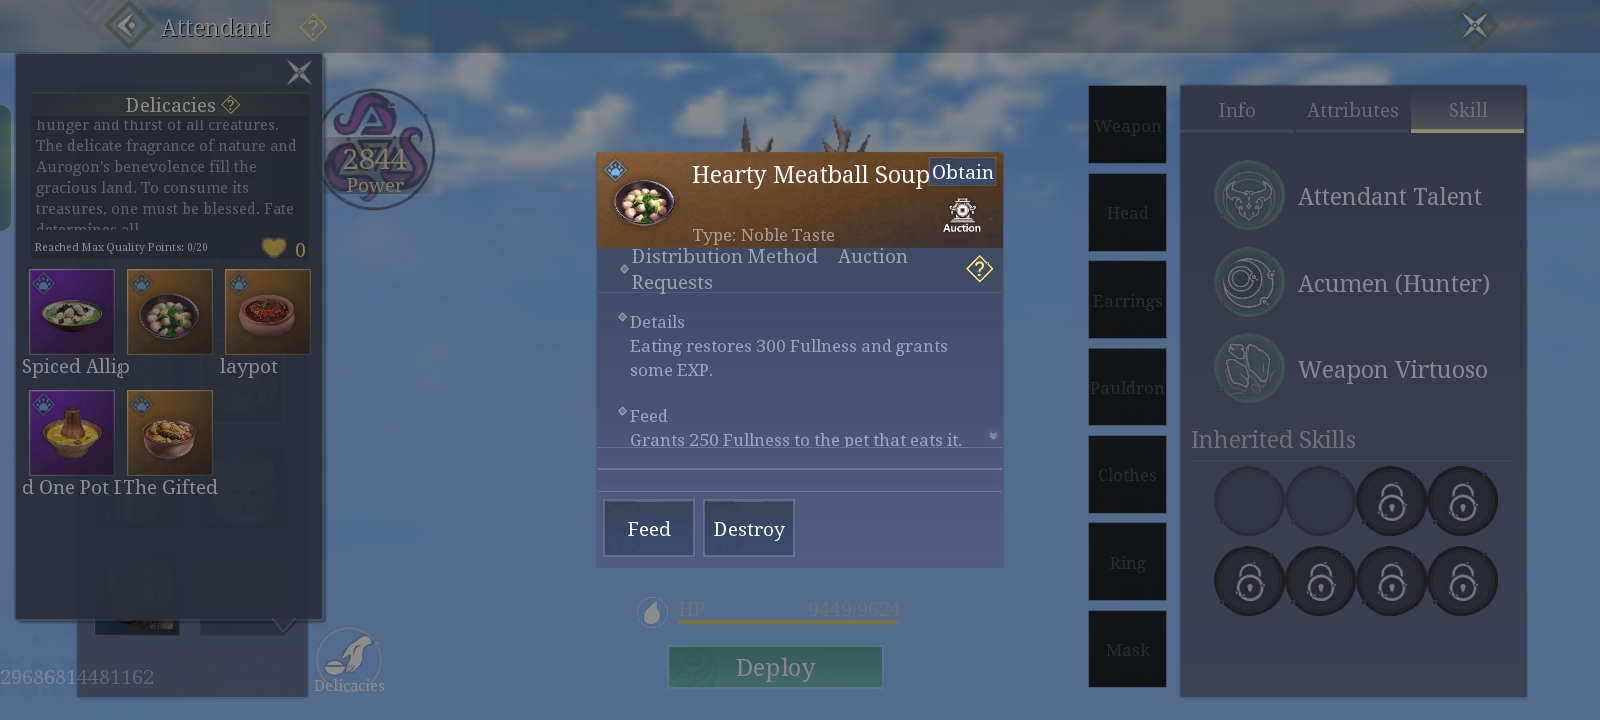 Attendant
Delicacies
hunger and thirst of all creatures.
The delicate fragrance of nature and
Aurogon's benevolence fill the
gracious land. To consume its
treasures, one must be blessed. Fate
determines all
Reached Max Quality Points: 0/20
0
Spiced Allig
p
laypot
d One Pot I
The Gifted
2844
Power
Hearty Meatball Soup
Obtain
Auction
Type: Noble Taste
Distribution Method Auction
Requests
Details
Eating restores 300 Fullness and grants
some EXP.
Feed
Grants 250 Fullness to the pet that eats it.
Feed
Destroy
HP
9449/9624
Deploy
29686814481162
Delicacies
Weapon
Head
Earrings
Pauldron
Clothes
Ring
Mask
Info
Attributes
Skill
Attendant Talent
Acumen (Hunter)
Weapon Virtuoso
Inherited Skills